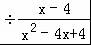 ÷ x − 4
x² − 4x+4